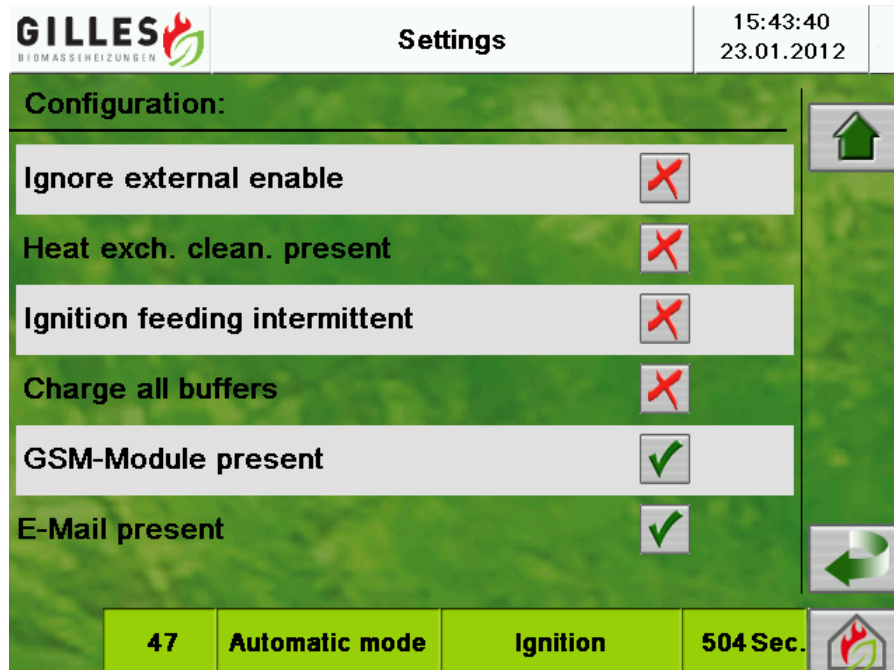 GILLES
BIOMASSEHEIZUNGEN
Settings
15:43:40
23.01.2012
Configuration:
Ignore external enable
Heat exch. clean. present
Ignition feeding intermittent
Charge all buffers
GSM-Module present
E-Mail present
47 Automatic mode Ignition 504 Sec.